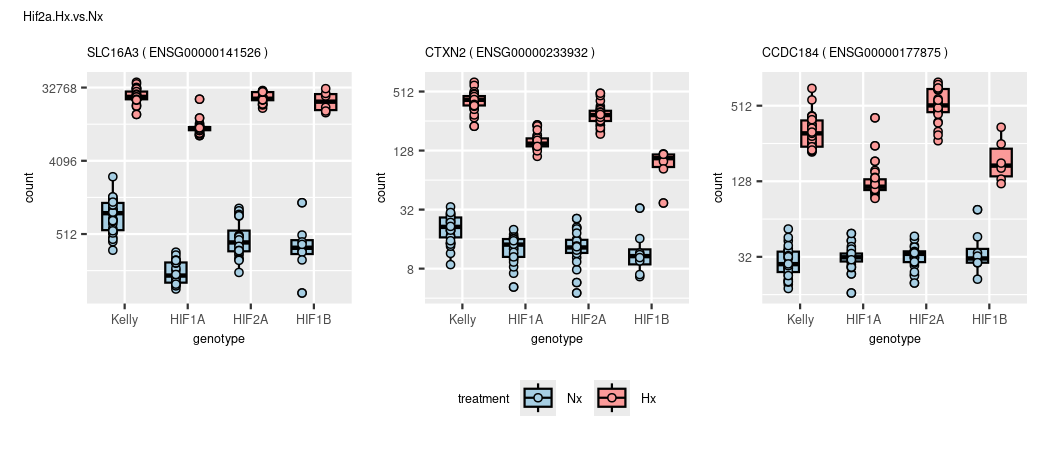 Hif2a.Hx.vs.Nx
SLC16A3 ( ENSG00000141526 )
32768
4096
512
count
Kelly
HIF1A
HIF2A
HIF1B
genotype
CTXN2 ( ENSG00000233932 )
512
128
32
8
count
Kelly
HIF1A
HIF2A
HIF1B
genotype
CCDC184 ( ENSG00000177875 )
512
128
32
count
Kelly
HIF1A
HIF2A
HIF1B
genotype
treatment
Nx
Hx